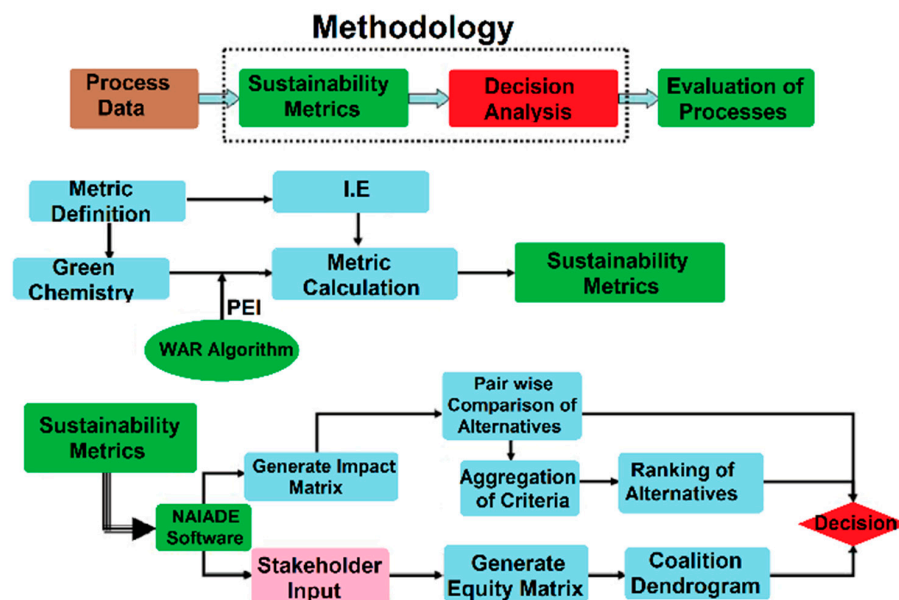 Methodology
Process
Data
Sustainability
Metrics
Decision
Analysis
Evaluation of
Processes
Metric
Definition
I.E
Green
Chemistry
Metric
Calculation
Sustainability
Metrics
PEI
WAR Algorithm
Sustainability
Metrics
Pair wise
Comparison of
Alternatives
Generate Impact
Matrix
Aggregation
of Criteria
Ranking of
Alternatives
NAIADE
Software
Decision
Stakeholder
Input
Generate
Equity Matrix
Coalition
Dendrogram